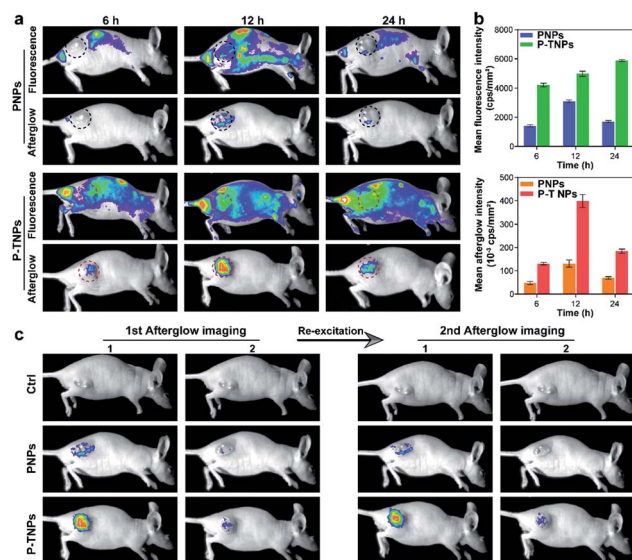 a
6 h
12 h
24 h
PNPs
Fluorescence
Afterglow
P-TNPs
Fluorescence
Afterglow
b
Mean fluorescence intensity
(cps/mm²)
8000
6000
4000
2000
0
PNPs
P-TNPs
6
12
24
Time (h)
Mean afterglow intensity
(10⁻³ cps/mm²)
500
400
300
200
100
0
PNPs
P-T NPs
6
12
24
Time (h)
c
1st Afterglow imaging
Re-excitation
2nd Afterglow imaging
1
2
1
2
Ctrl
PNPs
P-TNPs